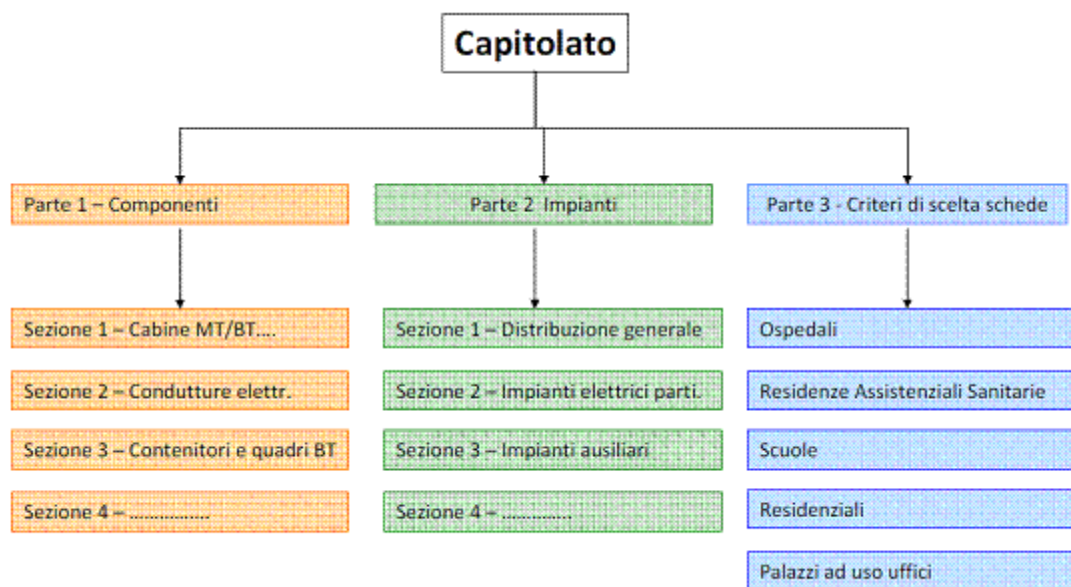 Capitolato
Parte 1 – Componenti
Parte 2 Impianti
Parte 3 - Criteri di scelta schede
Sezione 1 – Cabine MT/BT....
Sezione 2 – Condutture elettr.
Sezione 3 – Contenitori e quadri BT
Sezione 4 – ................
Sezione 1 – Distribuzione generale
Sezione 2 – Impianti elettrici parti.
Sezione 3 – Impianti ausiliari
Sezione 4 – ..............
Ospedali
Residenze Assistenziali Sanitarie
Scuole
Residenziali
Palazzi ad uso uffici